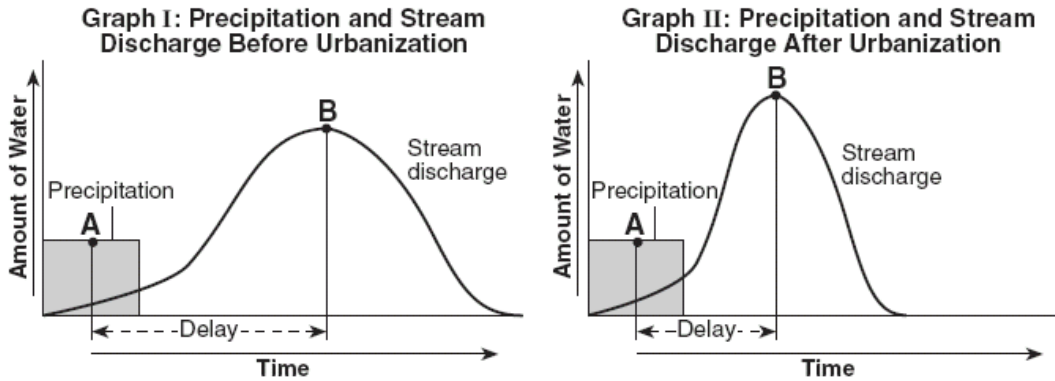 Graph I: Precipitation and Stream
Discharge Before Urbanization
Amount of Water
Precipitation
A
B
Stream
discharge
Delay
Time
Graph II: Precipitation and Stream
Discharge After Urbanization
Amount of Water
Precipitation
A
B
Stream
discharge
Delay
Time